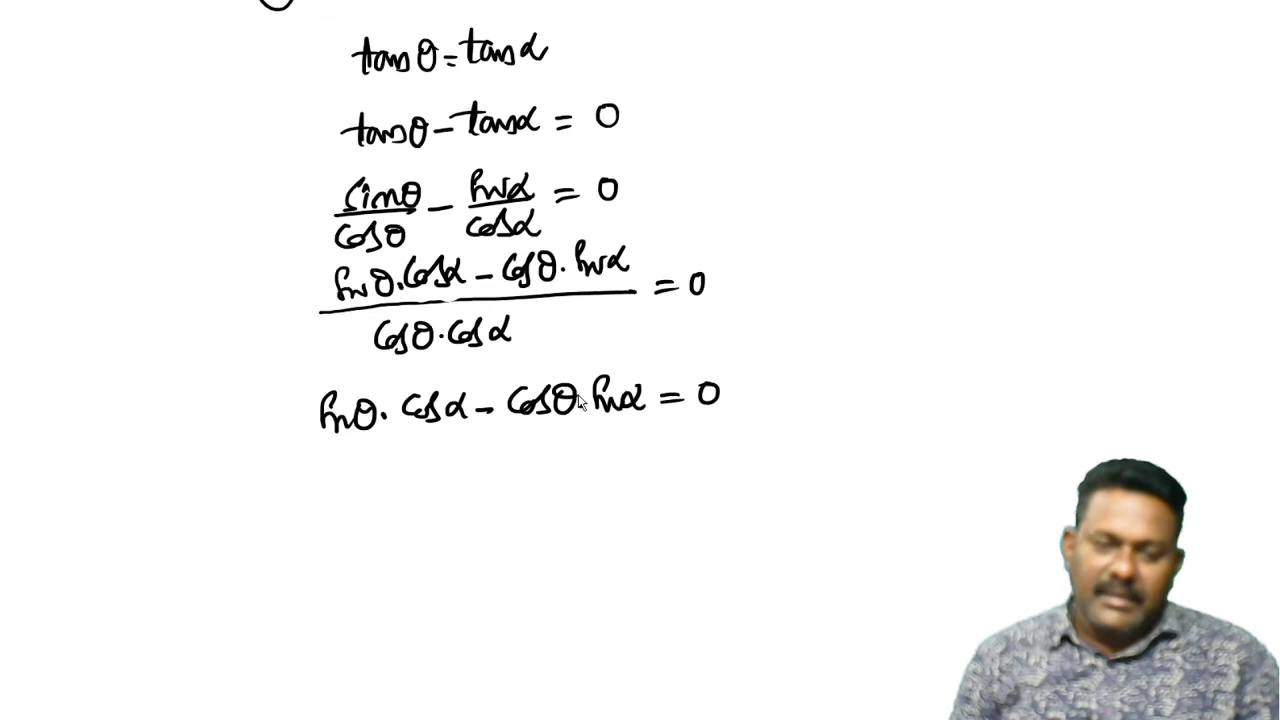 tanθ = tanα
tanθ - tanα = 0
sinθ/cosθ - sinα/cosα = 0
(sinθ.cosα - cosθ.sinα)/(cosθ.cosα) = 0
sinθ. cosα - cosθ.sinα = 0